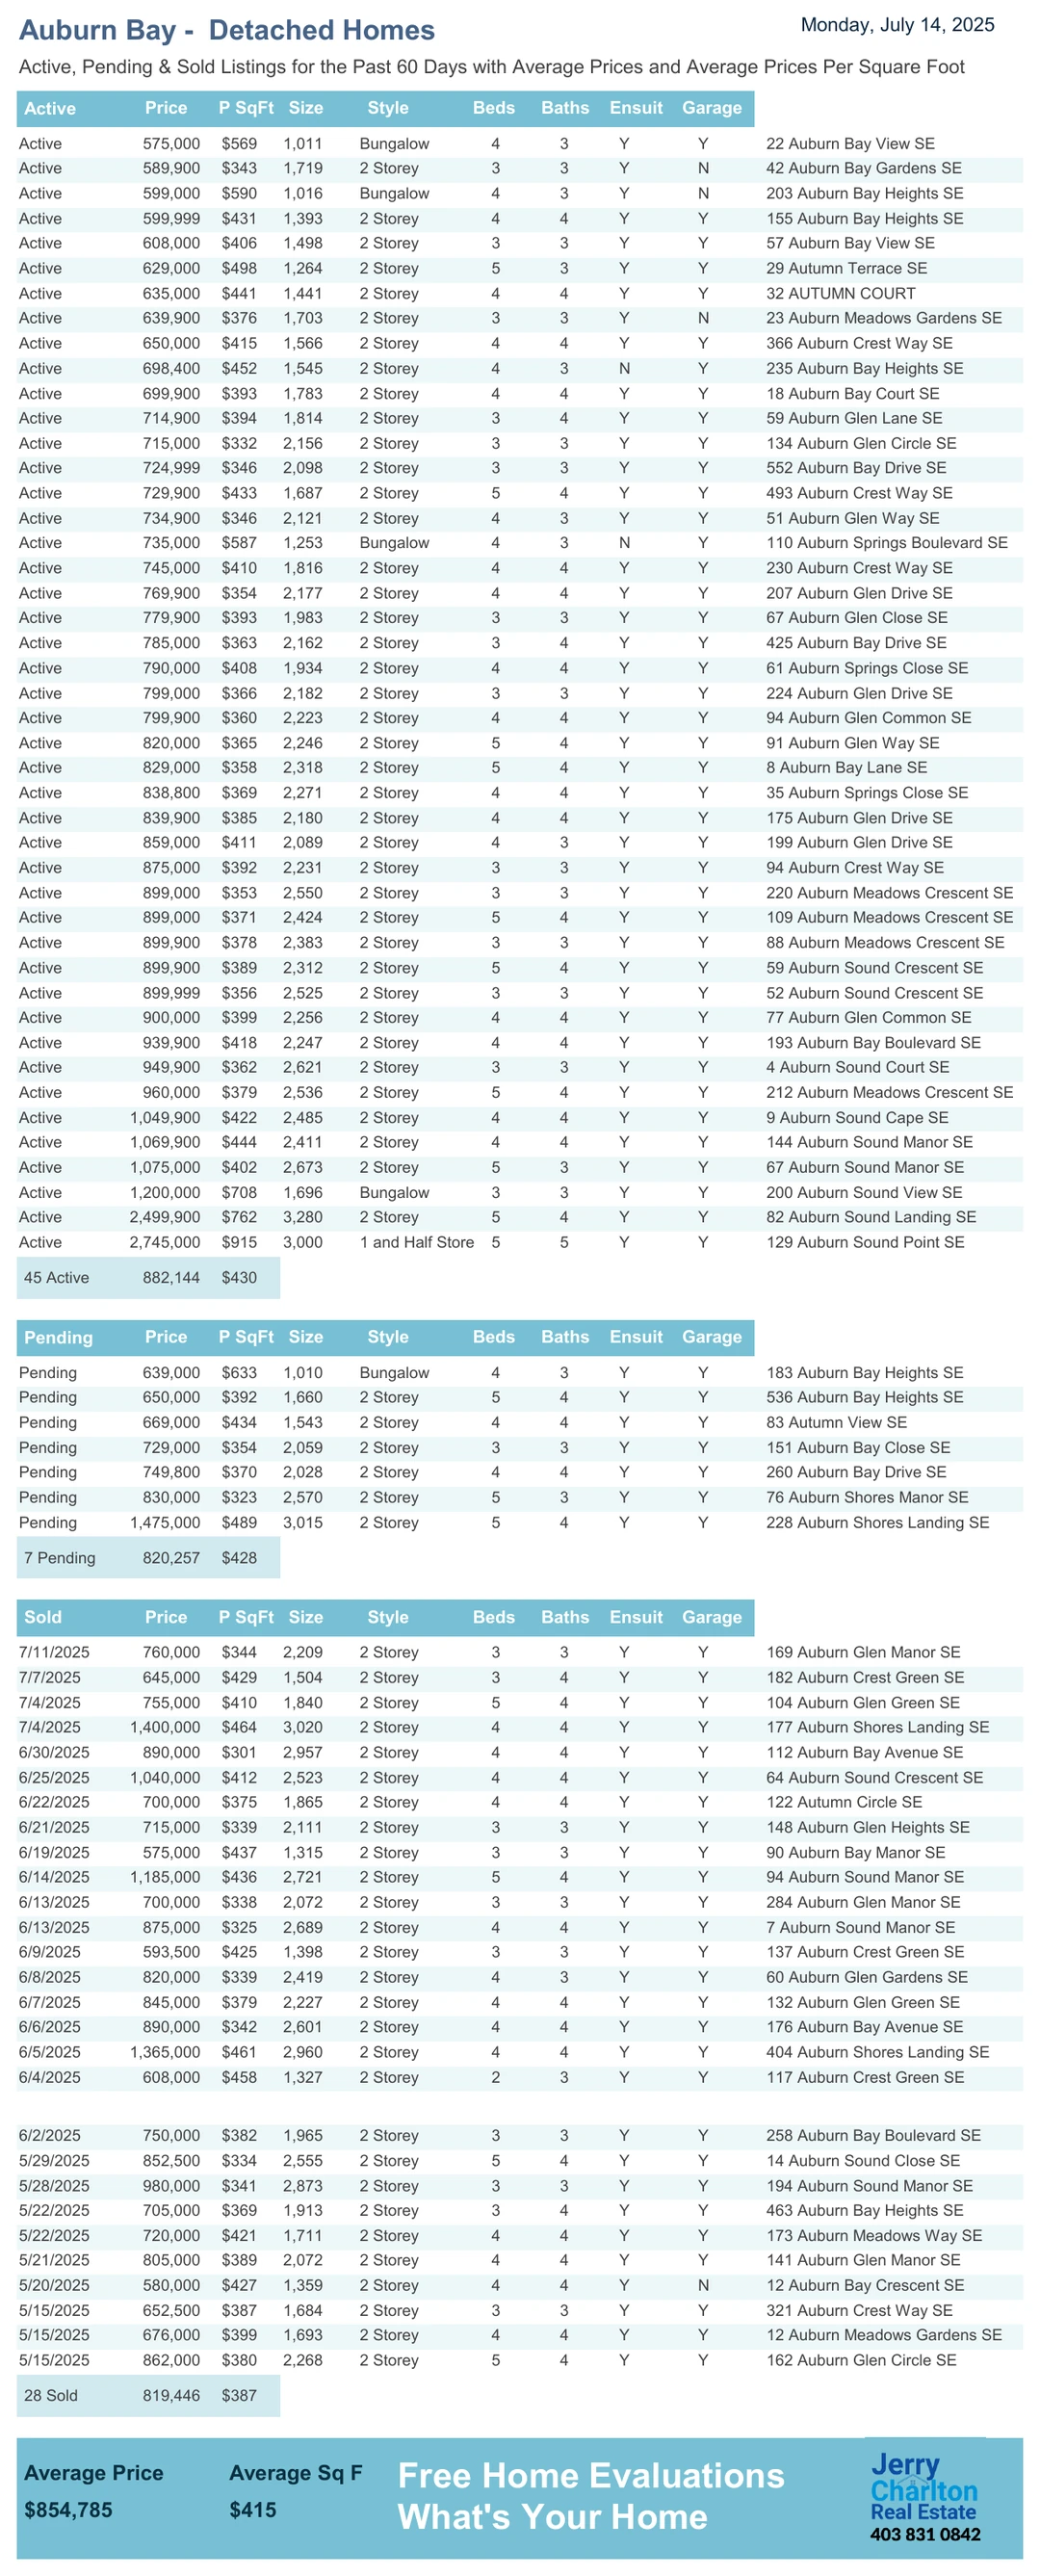 Auburn Bay - Detached Homes
Monday, July 14, 2025
Active, Pending & Sold Listings for the Past 60 Days with Average Prices and Average Prices Per Square Foot
Active Price P SqFt Size Style Beds Baths Ensuit Garage
Active 575,000 $569 1,011 Bungalow 4 3 Y Y 22 Auburn Bay View SE
Active 589,900 $343 1,719 2 Storey 3 3 Y N 42 Auburn Bay Gardens SE
Active 599,000 $590 1,016 Bungalow 4 3 Y N 203 Auburn Bay Heights SE
Active 599,999 $431 1,393 2 Storey 4 4 Y Y 155 Auburn Bay Heights SE
Active 608,000 $406 1,498 2 Storey 3 3 Y Y 57 Auburn Bay View SE
Active 629,000 $498 1,264 2 Storey 5 3 Y Y 29 Autumn Terrace SE
Active 635,000 $441 1,441 2 Storey 4 4 Y Y 32 AUTUMN COURT
Active 639,900 $376 1,703 2 Storey 3 3 Y N 23 Auburn Meadows Gardens SE
Active 650,000 $415 1,566 2 Storey 4 4 Y Y 366 Auburn Crest Way SE
Active 698,400 $452 1,545 2 Storey 4 3 N Y 235 Auburn Bay Heights SE
Active 699,900 $393 1,783 2 Storey 4 4 Y Y 18 Auburn Bay Court SE
Active 714,900 $394 1,814 2 Storey 3 4 Y Y 59 Auburn Glen Lane SE
Active 715,000 $332 2,156 2 Storey 3 3 Y Y 134 Auburn Glen Circle SE
Active 724,999 $346 2,098 2 Storey 3 3 Y Y 552 Auburn Bay Drive SE
Active 729,900 $433 1,687 2 Storey 5 4 Y Y 493 Auburn Crest Way SE
Active 734,900 $346 2,121 2 Storey 4 3 Y Y 51 Auburn Glen Way SE
Active 735,000 $587 1,253 Bungalow 4 3 N Y 110 Auburn Springs Boulevard SE
Active 745,000 $410 1,816 2 Storey 4 4 Y Y 230 Auburn Crest Way SE
Active 769,900 $354 2,177 2 Storey 4 4 Y Y 207 Auburn Glen Drive SE
Active 779,900 $393 1,983 2 Storey 3 3 Y Y 67 Auburn Glen Close SE
Active 785,000 $363 2,162 2 Storey 3 4 Y Y 425 Auburn Bay Drive SE
Active 790,000 $408 1,934 2 Storey 4 4 Y Y 61 Auburn Springs Close SE
Active 799,000 $366 2,182 2 Storey 3 3 Y Y 224 Auburn Glen Drive SE
Active 799,900 $360 2,223 2 Storey 4 4 Y Y 94 Auburn Glen Common SE
Active 820,000 $365 2,246 2 Storey 5 4 Y Y 91 Auburn Glen Way SE
Active 829,000 $358 2,318 2 Storey 5 4 Y Y 8 Auburn Bay Lane SE
Active 838,800 $369 2,271 2 Storey 4 4 Y Y 35 Auburn Springs Close SE
Active 839,900 $385 2,180 2 Storey 4 4 Y Y 175 Auburn Glen Drive SE
Active 859,000 $411 2,089 2 Storey 4 3 Y Y 199 Auburn Glen Drive SE
Active 875,000 $392 2,231 2 Storey 3 3 Y Y 94 Auburn Crest Way SE
Active 899,000 $353 2,550 2 Storey 3 3 Y Y 220 Auburn Meadows Crescent SE
Active 899,000 $371 2,424 2 Storey 5 4 Y Y 109 Auburn Meadows Crescent SE
Active 899,900 $378 2,383 2 Storey 3 3 Y Y 88 Auburn Meadows Crescent SE
Active 899,900 $389 2,312 2 Storey 5 4 Y Y 59 Auburn Sound Crescent SE
Active 899,999 $356 2,525 2 Storey 3 3 Y Y 52 Auburn Sound Crescent SE
Active 900,000 $399 2,256 2 Storey 4 4 Y Y 77 Auburn Glen Common SE
Active 939,900 $418 2,247 2 Storey 4 4 Y Y 193 Auburn Bay Boulevard SE
Active 949,900 $362 2,621 2 Storey 3 3 Y Y 4 Auburn Sound Court SE
Active 960,000 $379 2,536 2 Storey 5 4 Y Y 212 Auburn Meadows Crescent SE
Active 1,049,900 $422 2,485 2 Storey 4 4 Y Y 9 Auburn Sound Cape SE
Active 1,069,900 $444 2,411 2 Storey 4 4 Y Y 144 Auburn Sound Manor SE
Active 1,075,000 $402 2,673 2 Storey 5 3 Y Y 67 Auburn Sound Manor SE
Active 1,200,000 $708 1,696 Bungalow 3 3 Y Y 200 Auburn Sound View SE
Active 2,499,900 $762 3,280 2 Storey 5 4 Y Y 82 Auburn Sound Landing SE
Active 2,745,000 $915 3,000 1 and Half Store 5 5 Y Y 129 Auburn Sound Point SE
45 Active 882,144 $430
Pending Price P SqFt Size Style Beds Baths Ensuit Garage
Pending 639,000 $633 1,010 Bungalow 4 3 Y Y 183 Auburn Bay Heights SE
Pending 650,000 $392 1,660 2 Storey 5 4 Y Y 536 Auburn Bay Heights SE
Pending 669,000 $434 1,543 2 Storey 4 4 Y Y 83 Autumn View SE
Pending 729,000 $354 2,059 2 Storey 3 3 Y Y 151 Auburn Bay Close SE
Pending 749,800 $370 2,028 2 Storey 4 4 Y Y 260 Auburn Bay Drive SE
Pending 830,000 $323 2,570 2 Storey 5 3 Y Y 76 Auburn Shores Manor SE
Pending 1,475,000 $489 3,015 2 Storey 5 4 Y Y 228 Auburn Shores Landing SE
7 Pending 820,257 $428
Sold Price P SqFt Size Style Beds Baths Ensuit Garage
7/11/2025 760,000 $344 2,209 2 Storey 3 3 Y Y 169 Auburn Glen Manor SE
7/7/2025 645,000 $429 1,504 2 Storey 3 4 Y Y 182 Auburn Crest Green SE
7/4/2025 755,000 $410 1,840 2 Storey 5 4 Y Y 104 Auburn Glen Green SE
7/4/2025 1,400,000 $464 3,020 2 Storey 4 4 Y Y 177 Auburn Shores Landing SE
6/30/2025 890,000 $301 2,957 2 Storey 4 4 Y Y 112 Auburn Bay Avenue SE
6/25/2025 1,040,000 $412 2,523 2 Storey 4 4 Y Y 64 Auburn Sound Crescent SE
6/22/2025 700,000 $375 1,865 2 Storey 4 4 Y Y 122 Autumn Circle SE
6/21/2025 715,000 $339 2,111 2 Storey 3 3 Y Y 148 Auburn Glen Heights SE
6/19/2025 575,000 $437 1,315 2 Storey 3 3 Y Y 90 Auburn Bay Manor SE
6/14/2025 1,185,000 $436 2,721 2 Storey 5 4 Y Y 94 Auburn Sound Manor SE
6/13/2025 700,000 $338 2,072 2 Storey 3 3 Y Y 284 Auburn Glen Manor SE
6/13/2025 875,000 $325 2,689 2 Storey 4 4 Y Y 7 Auburn Sound Manor SE
6/9/2025 593,500 $425 1,398 2 Storey 3 3 Y Y 137 Auburn Crest Green SE
6/8/2025 820,000 $339 2,419 2 Storey 4 3 Y Y 60 Auburn Glen Gardens SE
6/7/2025 845,000 $379 2,227 2 Storey 4 4 Y Y 132 Auburn Glen Green SE
6/6/2025 890,000 $342 2,601 2 Storey 4 4 Y Y 176 Auburn Bay Avenue SE
6/5/2025 1,365,000 $461 2,960 2 Storey 4 4 Y Y 404 Auburn Shores Landing SE
6/4/2025 608,000 $458 1,327 2 Storey 2 3 Y Y 117 Auburn Crest Green SE
6/2/2025 750,000 $382 1,965 2 Storey 3 3 Y Y 258 Auburn Bay Boulevard SE
5/29/2025 852,500 $334 2,555 2 Storey 5 4 Y Y 14 Auburn Sound Close SE
5/28/2025 980,000 $341 2,873 2 Storey 3 3 Y Y 194 Auburn Sound Manor SE
5/22/2025 705,000 $369 1,913 2 Storey 3 4 Y Y 463 Auburn Bay Heights SE
5/22/2025 720,000 $421 1,711 2 Storey 4 4 Y Y 173 Auburn Meadows Way SE
5/21/2025 805,000 $389 2,072 2 Storey 4 4 Y Y 141 Auburn Glen Manor SE
5/20/2025 580,000 $427 1,359 2 Storey 4 4 Y N 12 Auburn Bay Crescent SE
5/15/2025 652,500 $387 1,684 2 Storey 3 3 Y Y 321 Auburn Crest Way SE
5/15/2025 676,000 $399 1,693 2 Storey 4 4 Y Y 12 Auburn Meadows Gardens SE
5/15/2025 862,000 $380 2,268 2 Storey 5 4 Y Y 162 Auburn Glen Circle SE
28 Sold 819,446 $387
Average Price Average Sq F
$854,785 $415
Free Home Evaluations
What's Your Home
Jerry
Charlton
Real Estate
403 831 0842